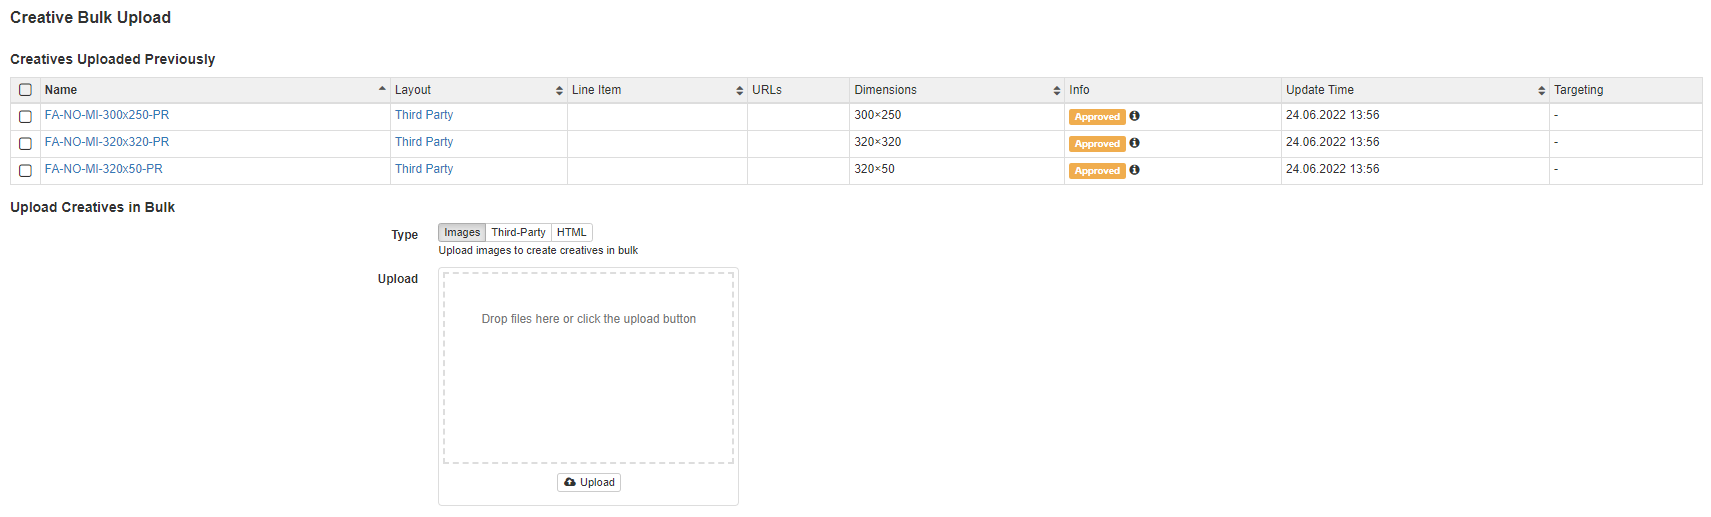 Creative Bulk Upload
Creatives Uploaded Previously
Name Layout Line Item URLs Dimensions Info Update Time Targeting
FA-NO-MI-300x250-PR Third Party 300×250 Approved 24.06.2022 13:56 -
FA-NO-MI-320x320-PR Third Party 320×320 Approved 24.06.2022 13:56 -
FA-NO-MI-320x50-PR Third Party 320×50 Approved 24.06.2022 13:56 -
Upload Creatives in Bulk
Type Images Third-Party HTML
Upload images to create creatives in bulk
Upload
Drop files here or click the upload button
Upload